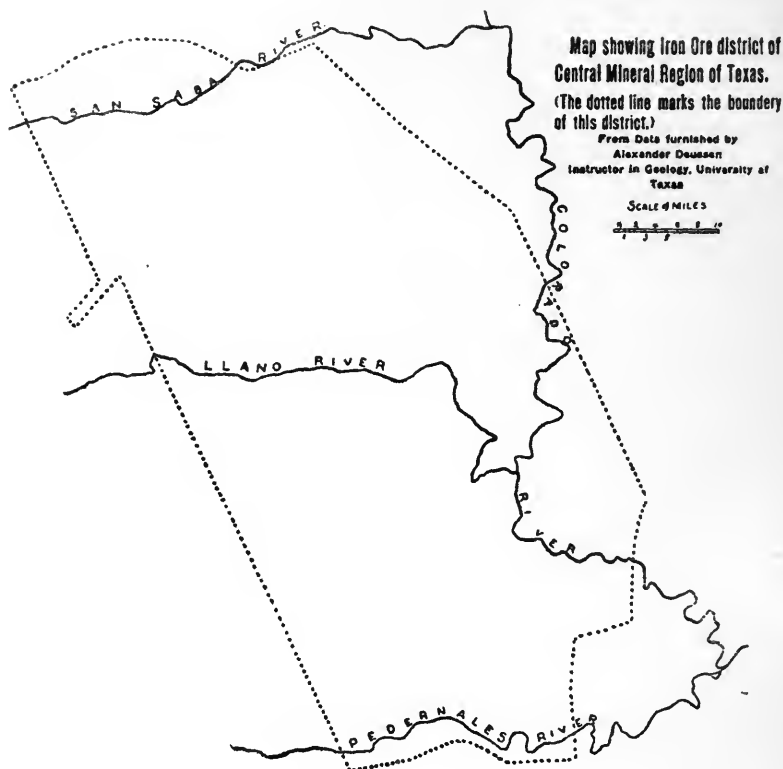 Map showing Iron Ore district of
Central Mineral Region of Texas.
(The dotted line marks the boundery
of this district.)
From Data furnished by
Alexander Deussen
Instructor in Geology, University of
Texas
SCALE of MILES
SAN SABA RIVER
COLORADO
LLANO RIVER
RIVER
PEDERNALES RIVER